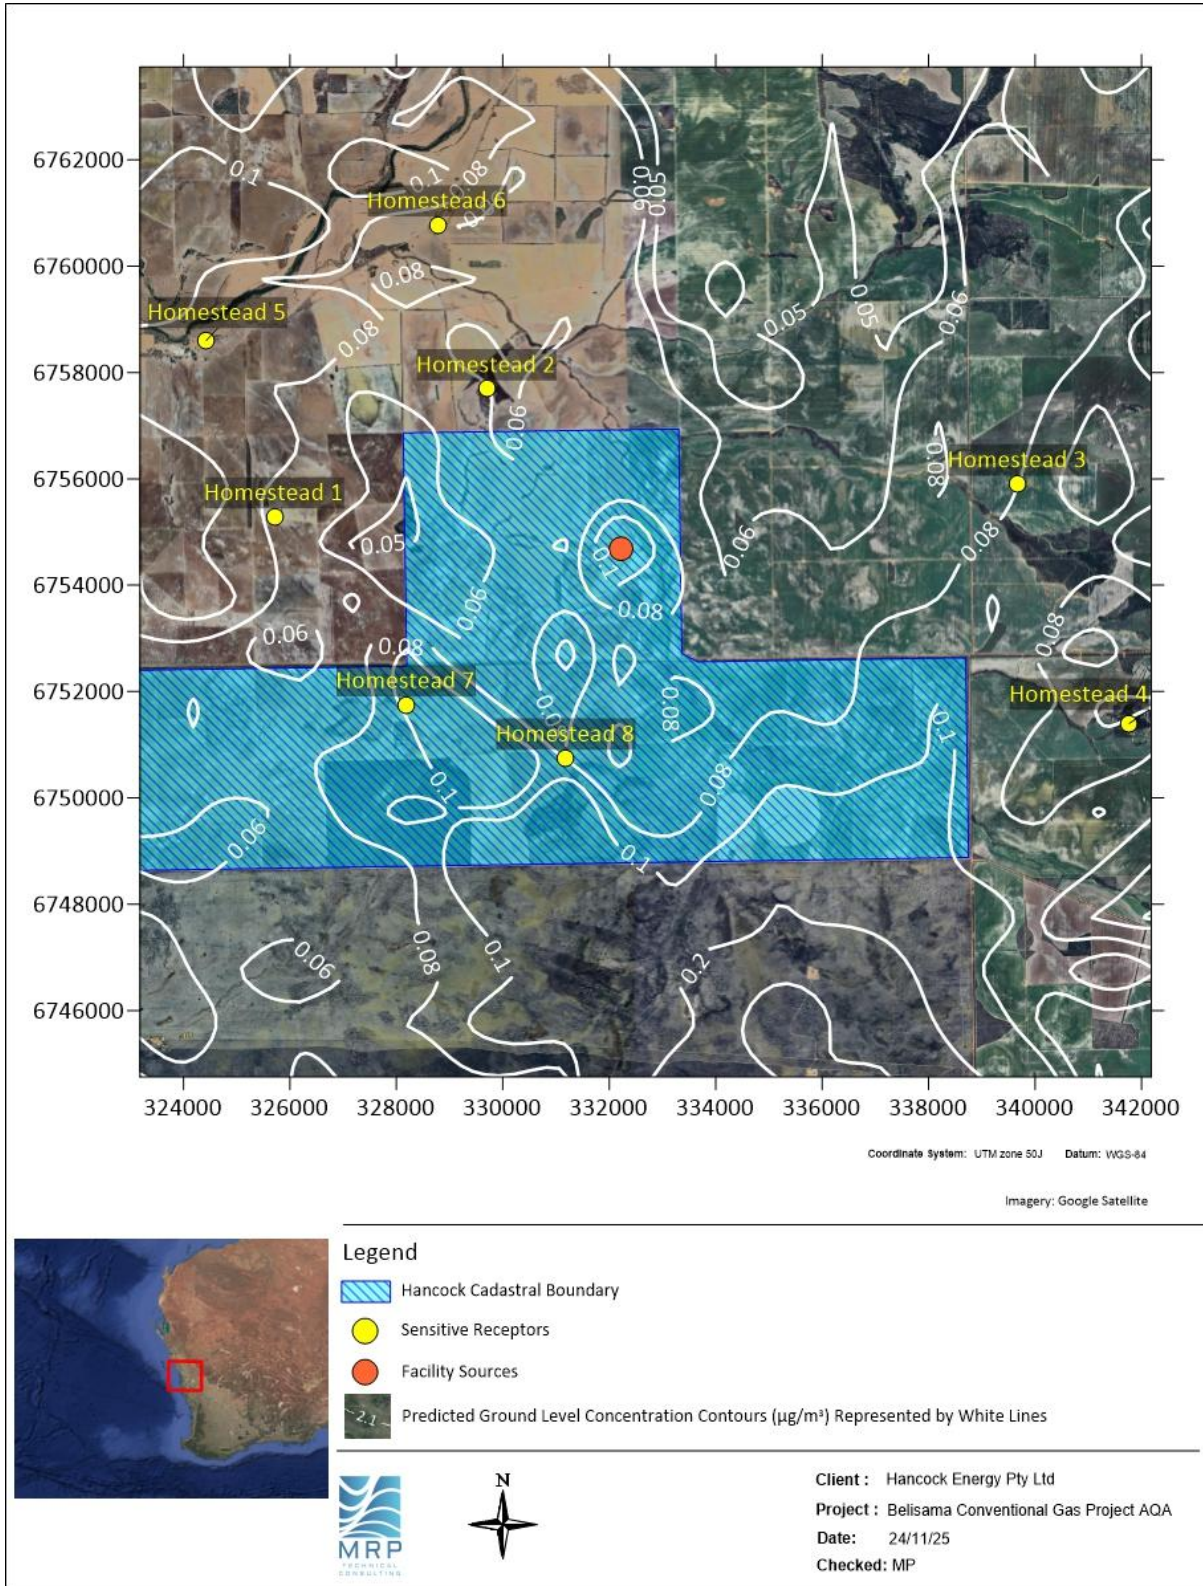 6762000
6760000
6758000
6756000
6754000
6752000
6750000
6748000
6746000
0.1
0.1
0.08
0.06
0.05
Homestead 6
0.08
Homestead 5
0.08
0.05
0.05
0.06
Homestead 2
0.06
0.08
Homestead 3
Homestead 1
0.05
0.1
0.06
0.08
0.06
0.08
0.06
0.08
0.08
Homestead 7
0.08
Homestead 4
Homestead 8
0.1
0.1
0.08
0.06
0.1
0.06
0.08
0.1
0.2
324000 326000 328000 330000 332000 334000 336000 338000 340000 342000
Coordinate System: UTM zone 50J Datum: WGS-84
Imagery: Google Satellite
Legend
Hancock Cadastral Boundary
Sensitive Receptors
Facility Sources
2.1
Predicted Ground Level Concentration Contours (µg/m³) Represented by White Lines
MRP
TECHNICAL
CONSULTING
N
Client : Hancock Energy Pty Ltd
Project : Belisama Conventional Gas Project AQA
Date: 24/11/25
Checked: MP